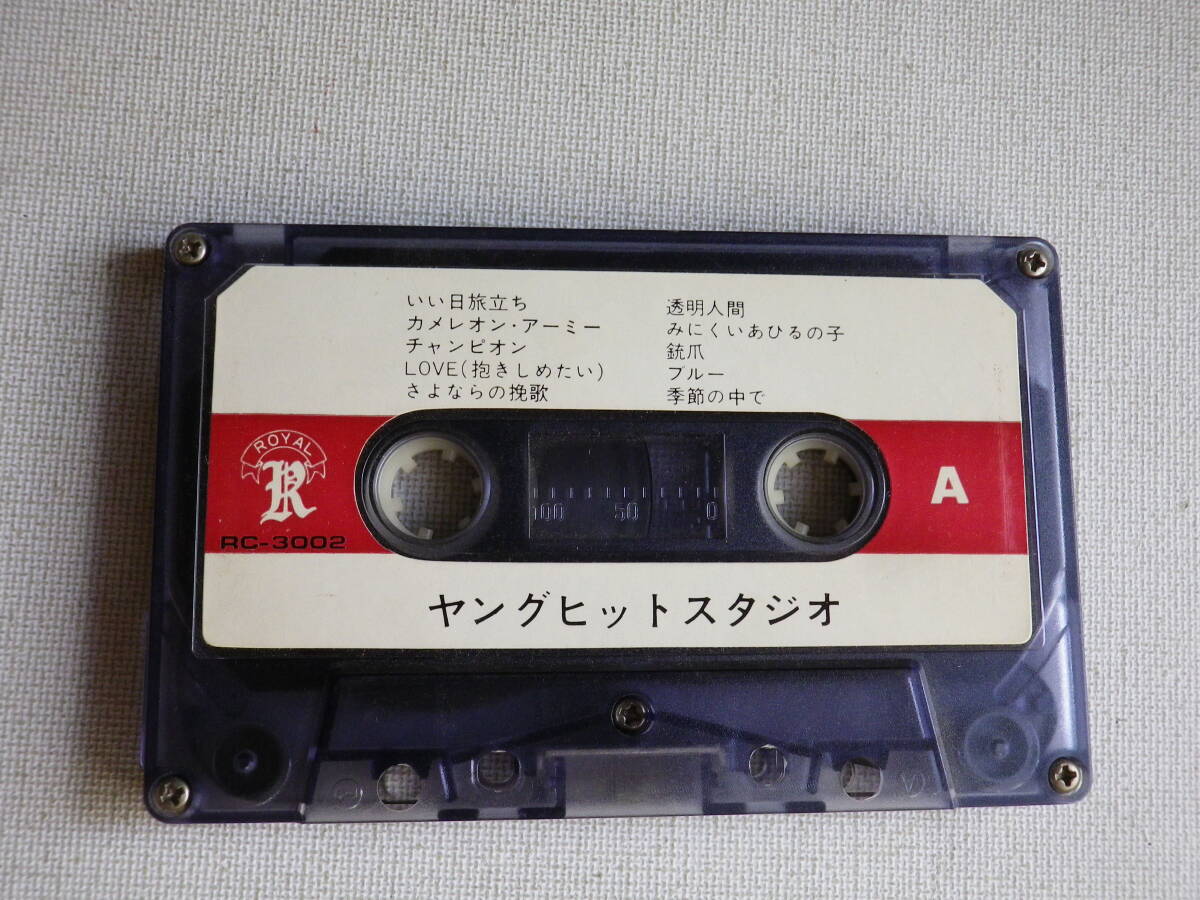 いい日旅立ち
カメレオン・アーミー
チャンピオン
LOVE(抱きしめたい)
さよならの挽歌
透明人間
みにくいあひるの子
銃爪
ブルー
季節の中で
ROYAL
R
RC-3002
100 50 0
A
ヤングヒットスタジオ